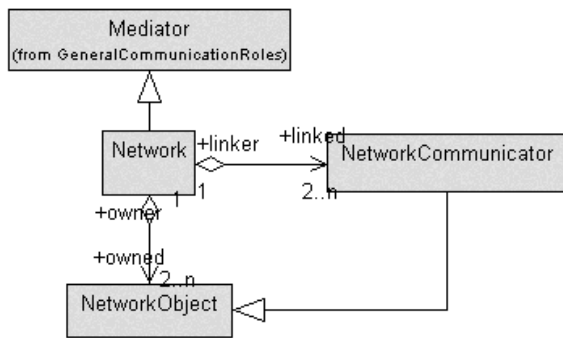 Mediator
(from GeneralCommunicationRoles)
+linker
+linked
Network
NetworkCommunicator
1
1
2..n
+owner
+owned
2..n
NetworkObject